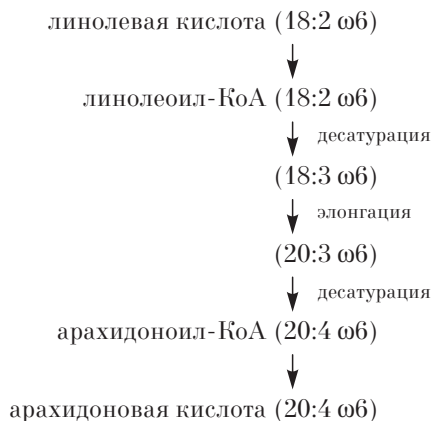 линолевая кислота (18:2 ω6)
линолеоил-КоА (18:2 ω6)
десатурация
(18:3 ω6)
элонгация
(20:3 ω6)
десатурация
арахидоноил-КоА (20:4 ω6)
арахидоновая кислота (20:4 ω6)